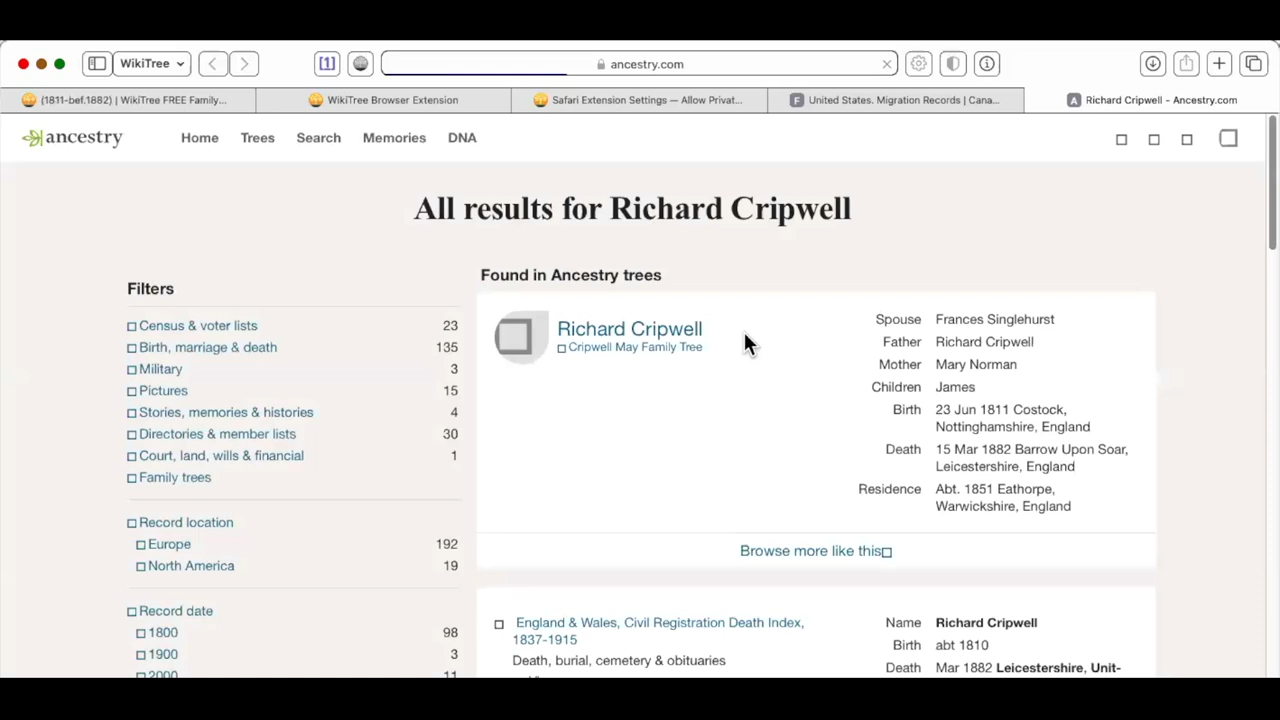 WikiTree
[1]
ancestry.com
(1811-bef.1882) | WikiTree FREE Family...
WikiTree Browser Extension
Safari Extension Settings — Allow Privat...
F United States. Migration Records | Cana...
A Richard Cripwell - Ancestry.com
ancestry
Home
Trees
Search
Memories
DNA
All results for Richard Cripwell
Filters
Census & voter lists 23
Birth, marriage & death 135
Military 3
Pictures 15
Stories, memories & histories 4
Directories & member lists 30
Court, land, wills & financial 1
Family trees
Record location
Europe 192
North America 19
Record date
1800 98
1900 3
2000 11
Found in Ancestry trees
Richard Cripwell
Cripwell May Family Tree
Spouse Frances Singlehurst
Father Richard Cripwell
Mother Mary Norman
Children James
Birth 23 Jun 1811 Costock,
Nottinghamshire, England
Death 15 Mar 1882 Barrow Upon Soar,
Leicestershire, England
Residence Abt. 1851 Eathorpe,
Warwickshire, England
Browse more like this
England & Wales, Civil Registration Death Index,
1837-1915
Death, burial, cemetery & obituaries
Name Richard Cripwell
Birth abt 1810
Death Mar 1882 Leicestershire, Unit-